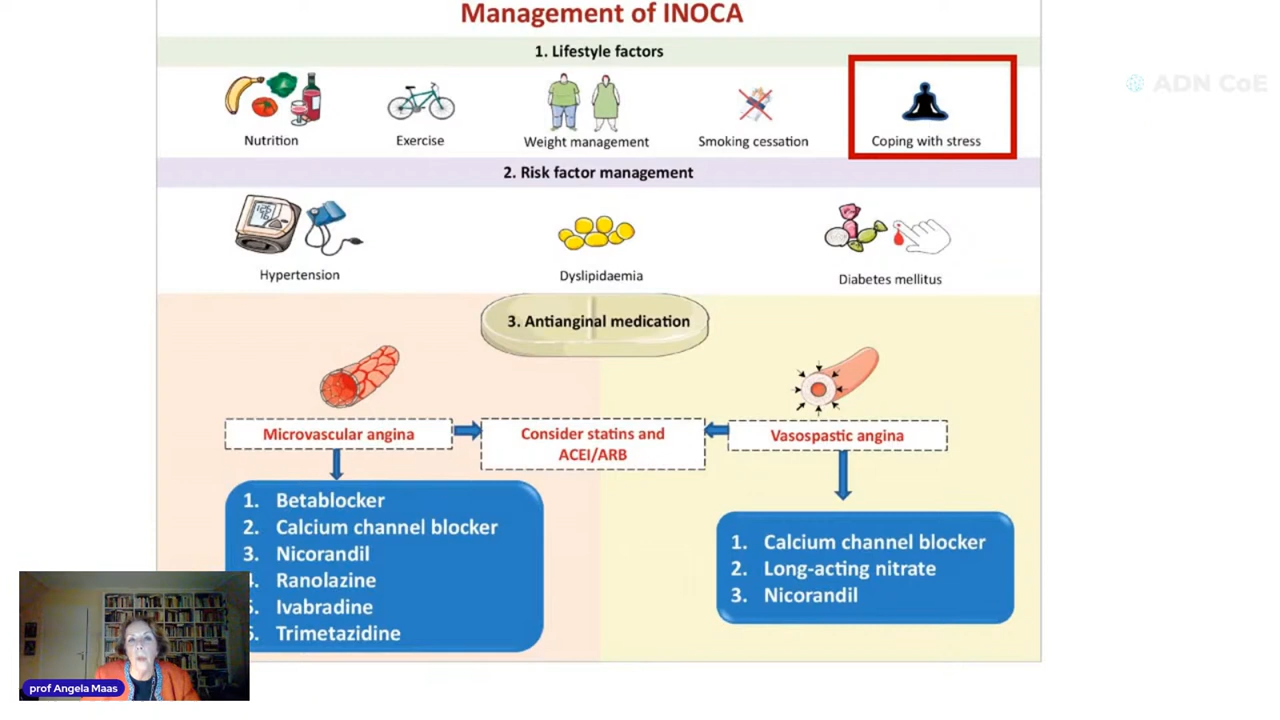 Management of INOCA
1. Lifestyle factors
ADN CoE
Nutrition
Exercise
Weight management
Smoking cessation
Coping with stress
2. Risk factor management
Hypertension
Dyslipidaemia
Diabetes mellitus
3. Antianginal medication
Microvascular angina
Consider statins and
ACEI/ARB
Vasospastic angina
1. Betablocker
2. Calcium channel blocker
3. Nicorandil
Ranolazine
Ivabradine
Trimetazidine
1. Calcium channel blocker
2. Long-acting nitrate
3. Nicorandil
prof Angela Maas